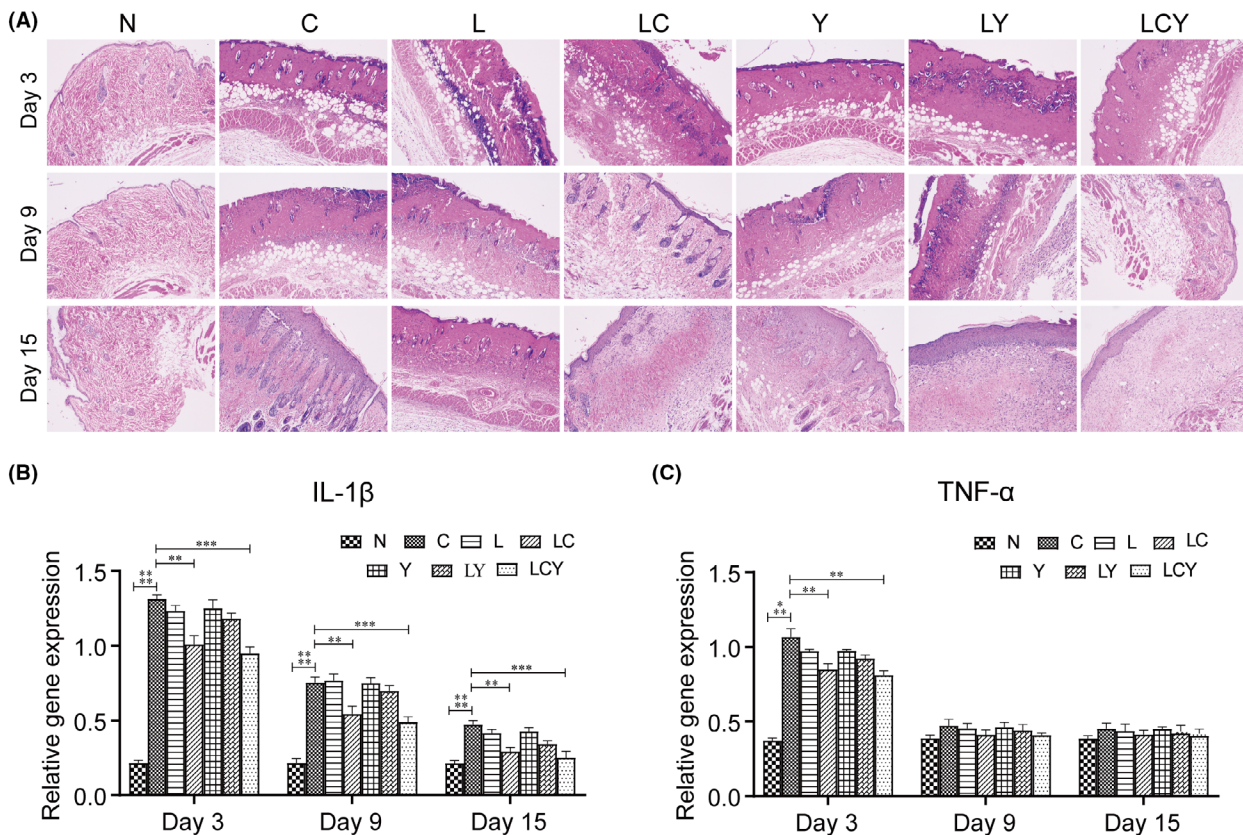 (A) N C L LC Y LY LCY
Day 3
Day 9
Day 15
(B) IL-1β
N C L LC
Y LY LCY
Relative gene expression
1.5
1.0
0.5
0.0
** ** ** ***
** ** ** ***
** ** ** ***
Day 3 Day 9 Day 15
(C) TNF-α
N C L LC
Y LY LCY
Relative gene expression
1.5
1.0
0.5
0.0
* ** ** **
Day 3 Day 9 Day 15